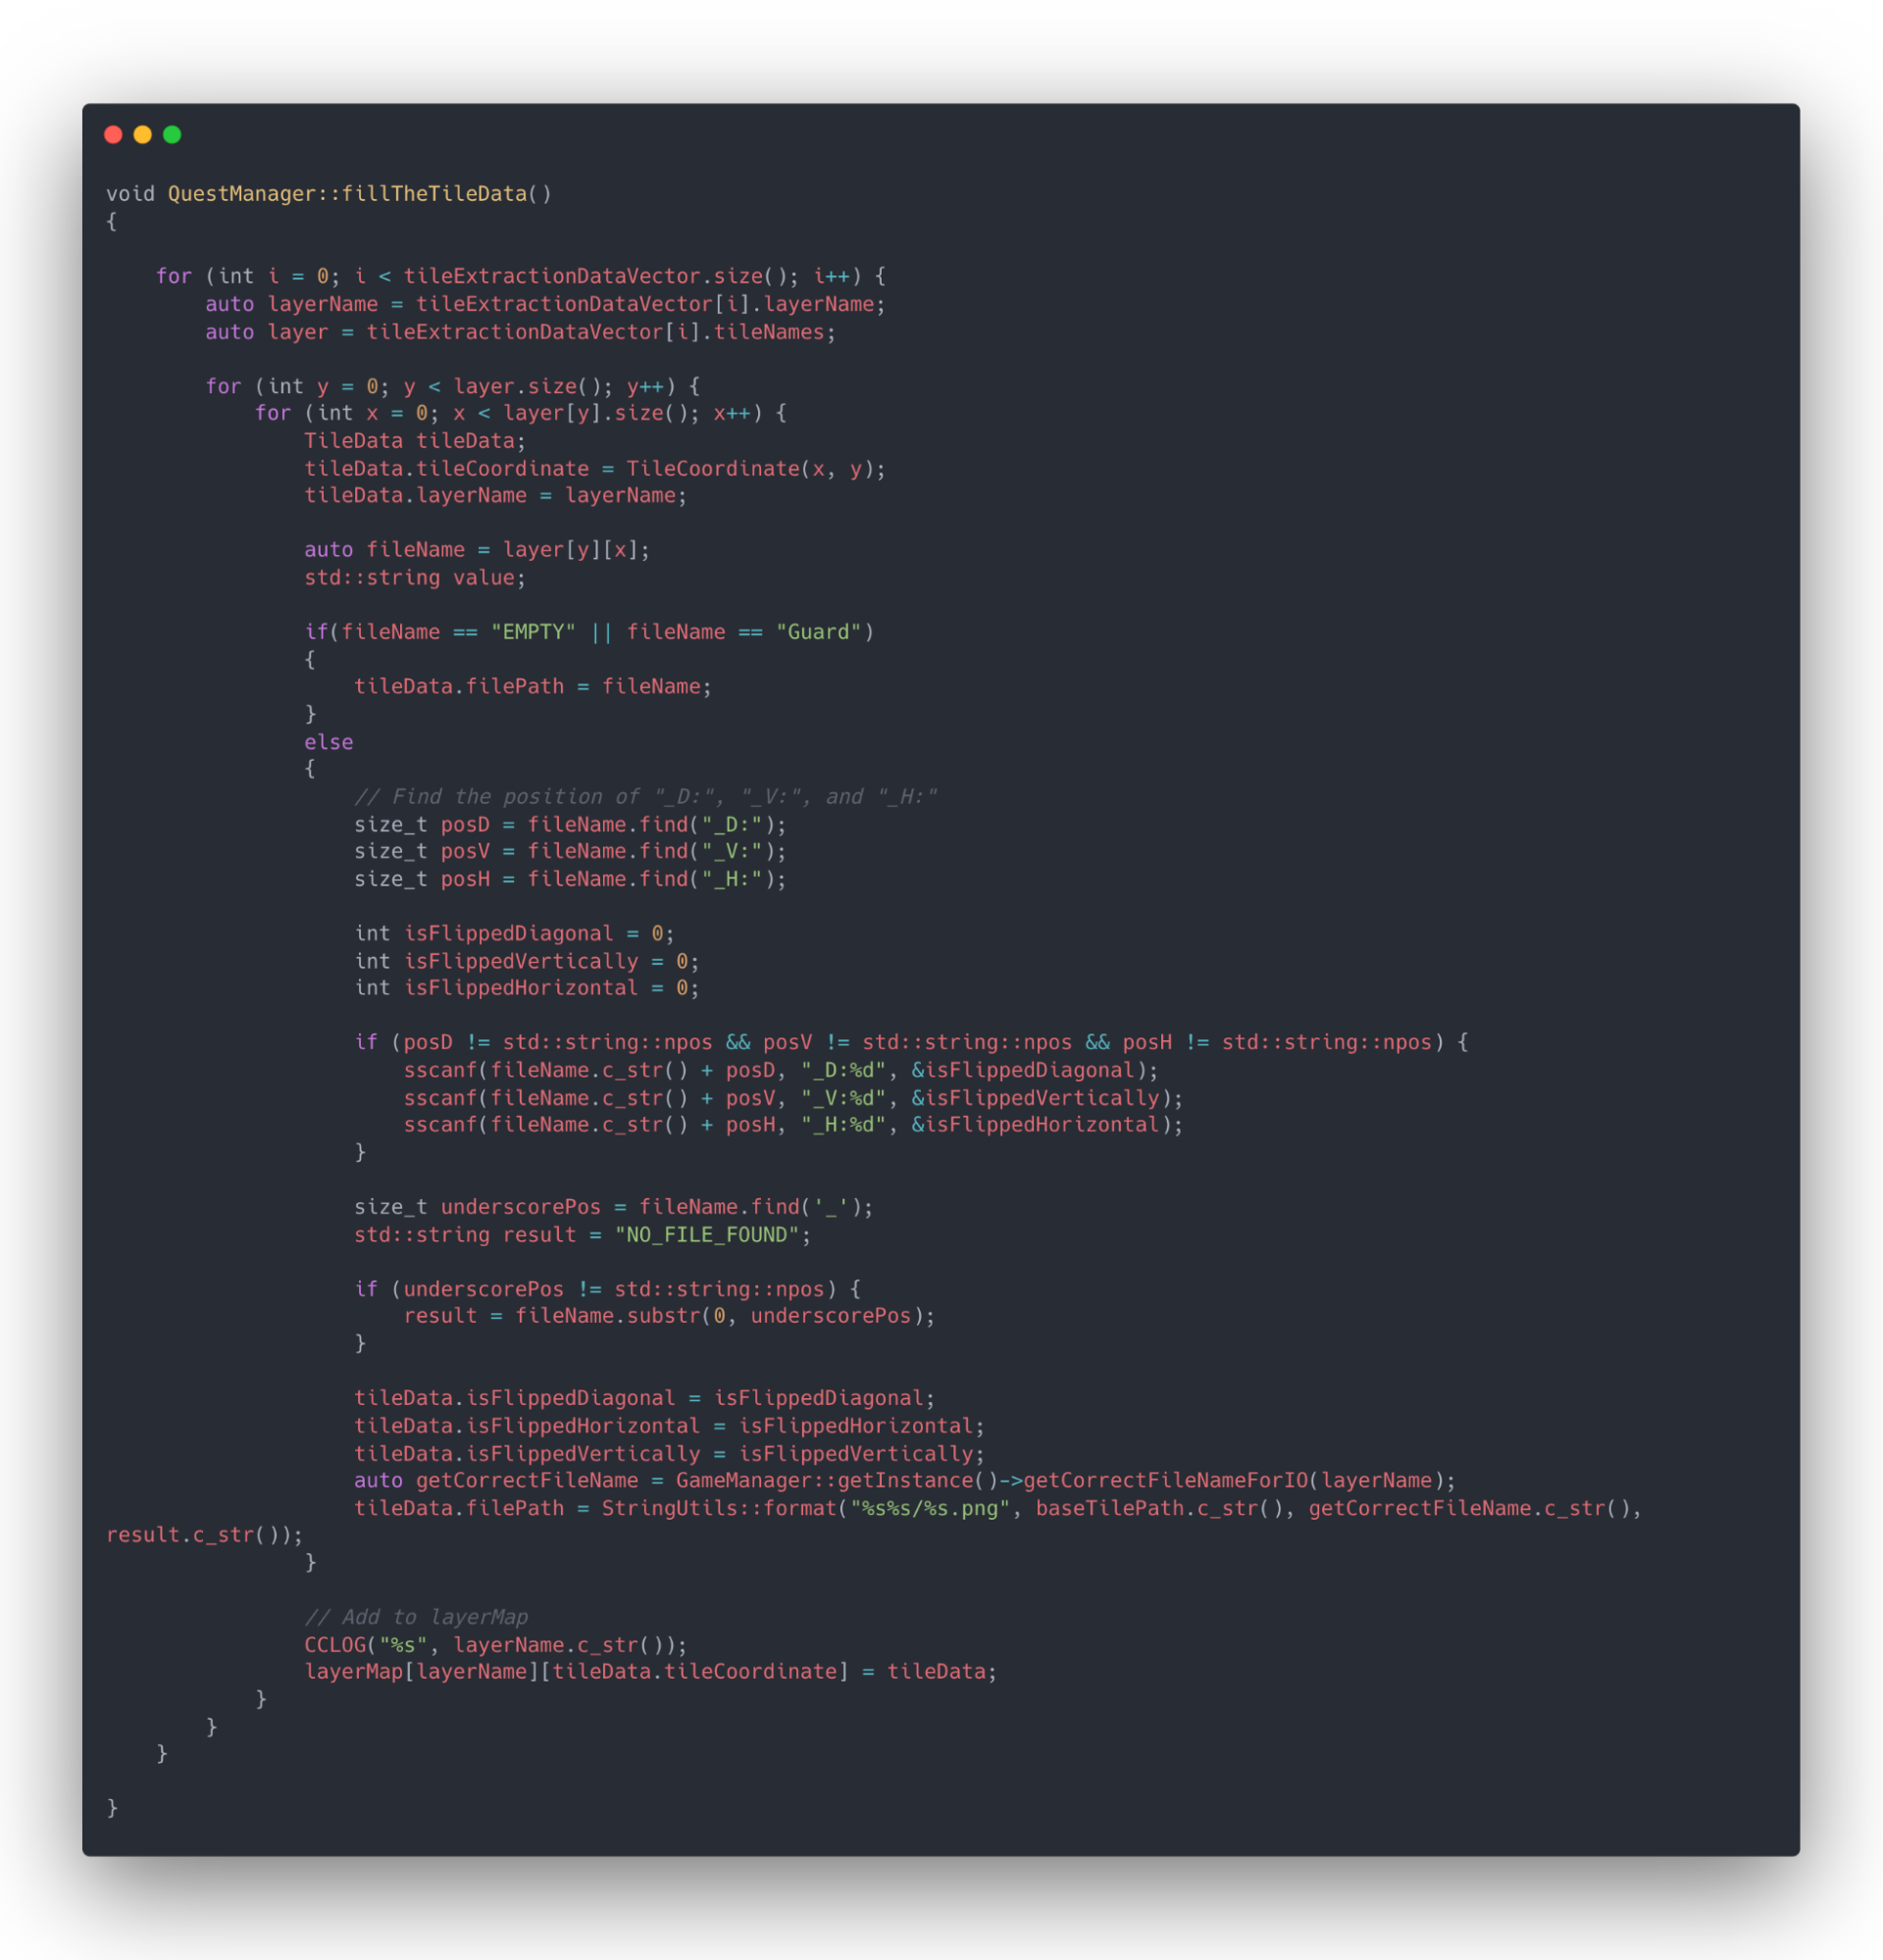 void QuestManager::fillTheTileData()
{

    for (int i = 0; i < tileExtractionDataVector.size(); i++) {
        auto layerName = tileExtractionDataVector[i].layerName;
        auto layer = tileExtractionDataVector[i].tileNames;

        for (int y = 0; y < layer.size(); y++) {
            for (int x = 0; x < layer[y].size(); x++) {
                TileData tileData;
                tileData.tileCoordinate = TileCoordinate(x, y);
                tileData.layerName = layerName;

                auto fileName = layer[y][x];
                std::string value;

                if(fileName == "EMPTY" || fileName == "Guard")
                {
                    tileData.filePath = fileName;
                }
                else
                {
                    // Find the position of "_D:", "_V:", and "_H:"
                    size_t posD = fileName.find("_D:");
                    size_t posV = fileName.find("_V:");
                    size_t posH = fileName.find("_H:");

                    int isFlippedDiagonal = 0;
                    int isFlippedVertically = 0;
                    int isFlippedHorizontal = 0;

                    if (posD != std::string::npos && posV != std::string::npos && posH != std::string::npos) {
                        sscanf(fileName.c_str() + posD, "_D:%d", &isFlippedDiagonal);
                        sscanf(fileName.c_str() + posV, "_V:%d", &isFlippedVertically);
                        sscanf(fileName.c_str() + posH, "_H:%d", &isFlippedHorizontal);
                    }

                    size_t underscorePos = fileName.find('_');
                    std::string result = "NO_FILE_FOUND";

                    if (underscorePos != std::string::npos) {
                        result = fileName.substr(0, underscorePos);
                    }

                    tileData.isFlippedDiagonal = isFlippedDiagonal;
                    tileData.isFlippedHorizontal = isFlippedHorizontal;
                    tileData.isFlippedVertically = isFlippedVertically;
                    auto getCorrectFileName = GameManager::getInstance()->getCorrectFileNameForIO(layerName);
                    tileData.filePath = StringUtils::format("%s%s/%s.png", baseTilePath.c_str(), getCorrectFileName.c_str(),
result.c_str());
                }

                // Add to layerMap
                CCLOG("%s", layerName.c_str());
                layerMap[layerName][tileData.tileCoordinate] = tileData;
            }
        }
    }

}